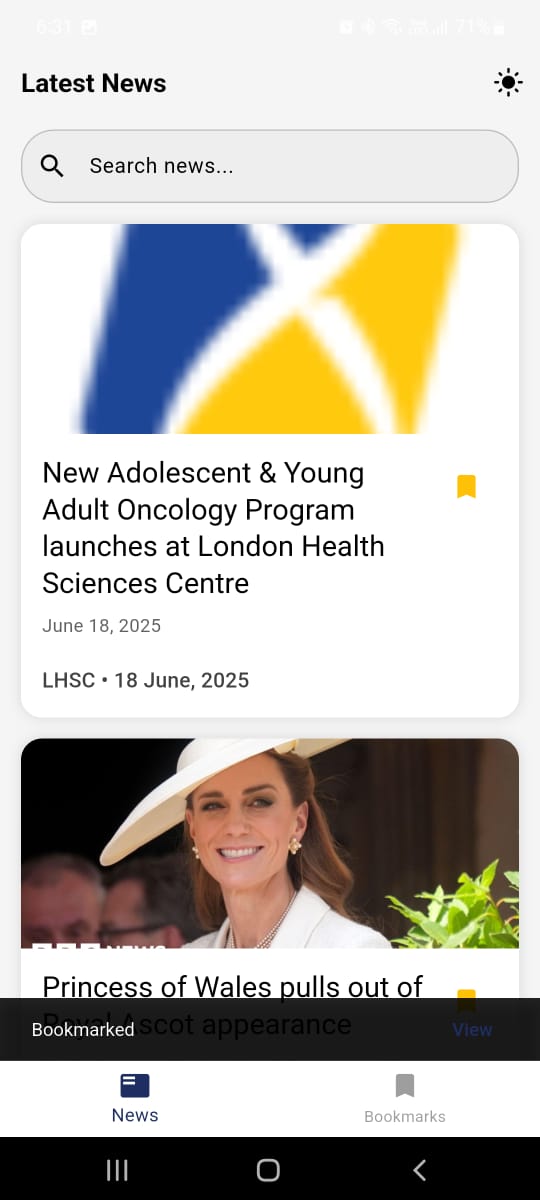 6:31 71%
Latest News
Search news...
New Adolescent & Young
Adult Oncology Program
launches at London Health
Sciences Centre
June 18, 2025
LHSC • 18 June, 2025
NEWS
Princess of Wales pulls out of
Royal Ascot appearance
Bookmarked View
News Bookmarks